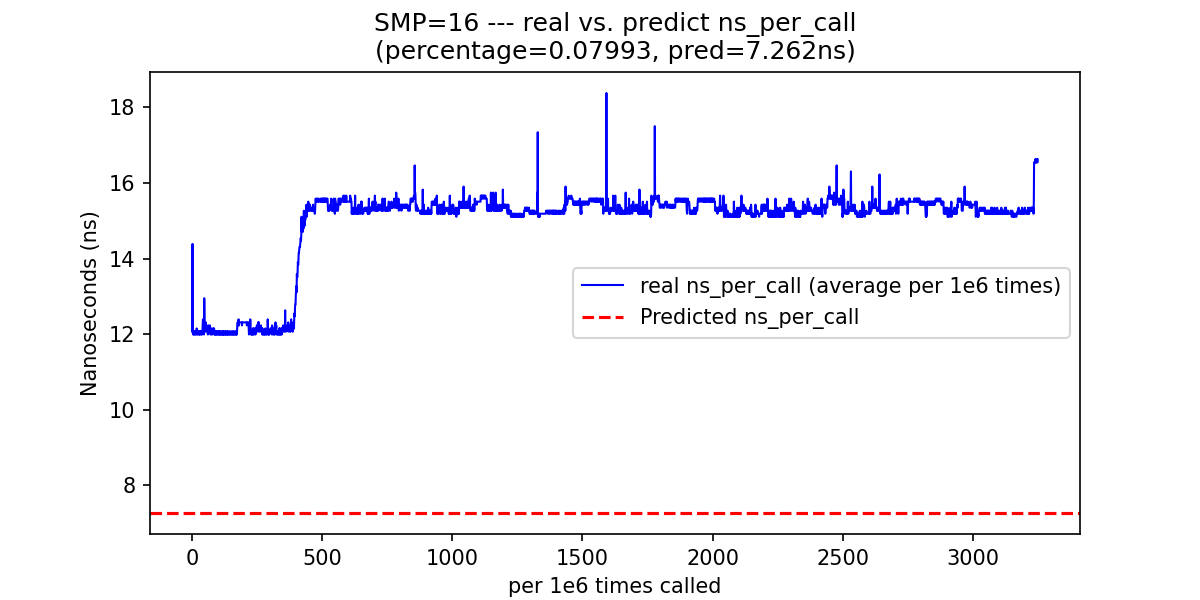 SMP=16 --- real vs. predict ns_per_call
(percentage=0.07993, pred=7.262ns)
Nanoseconds (ns)
18
16
14
12
10
8
real ns_per_call (average per 1e6 times)
Predicted ns_per_call
0 500 1000 1500 2000 2500 3000
per 1e6 times called